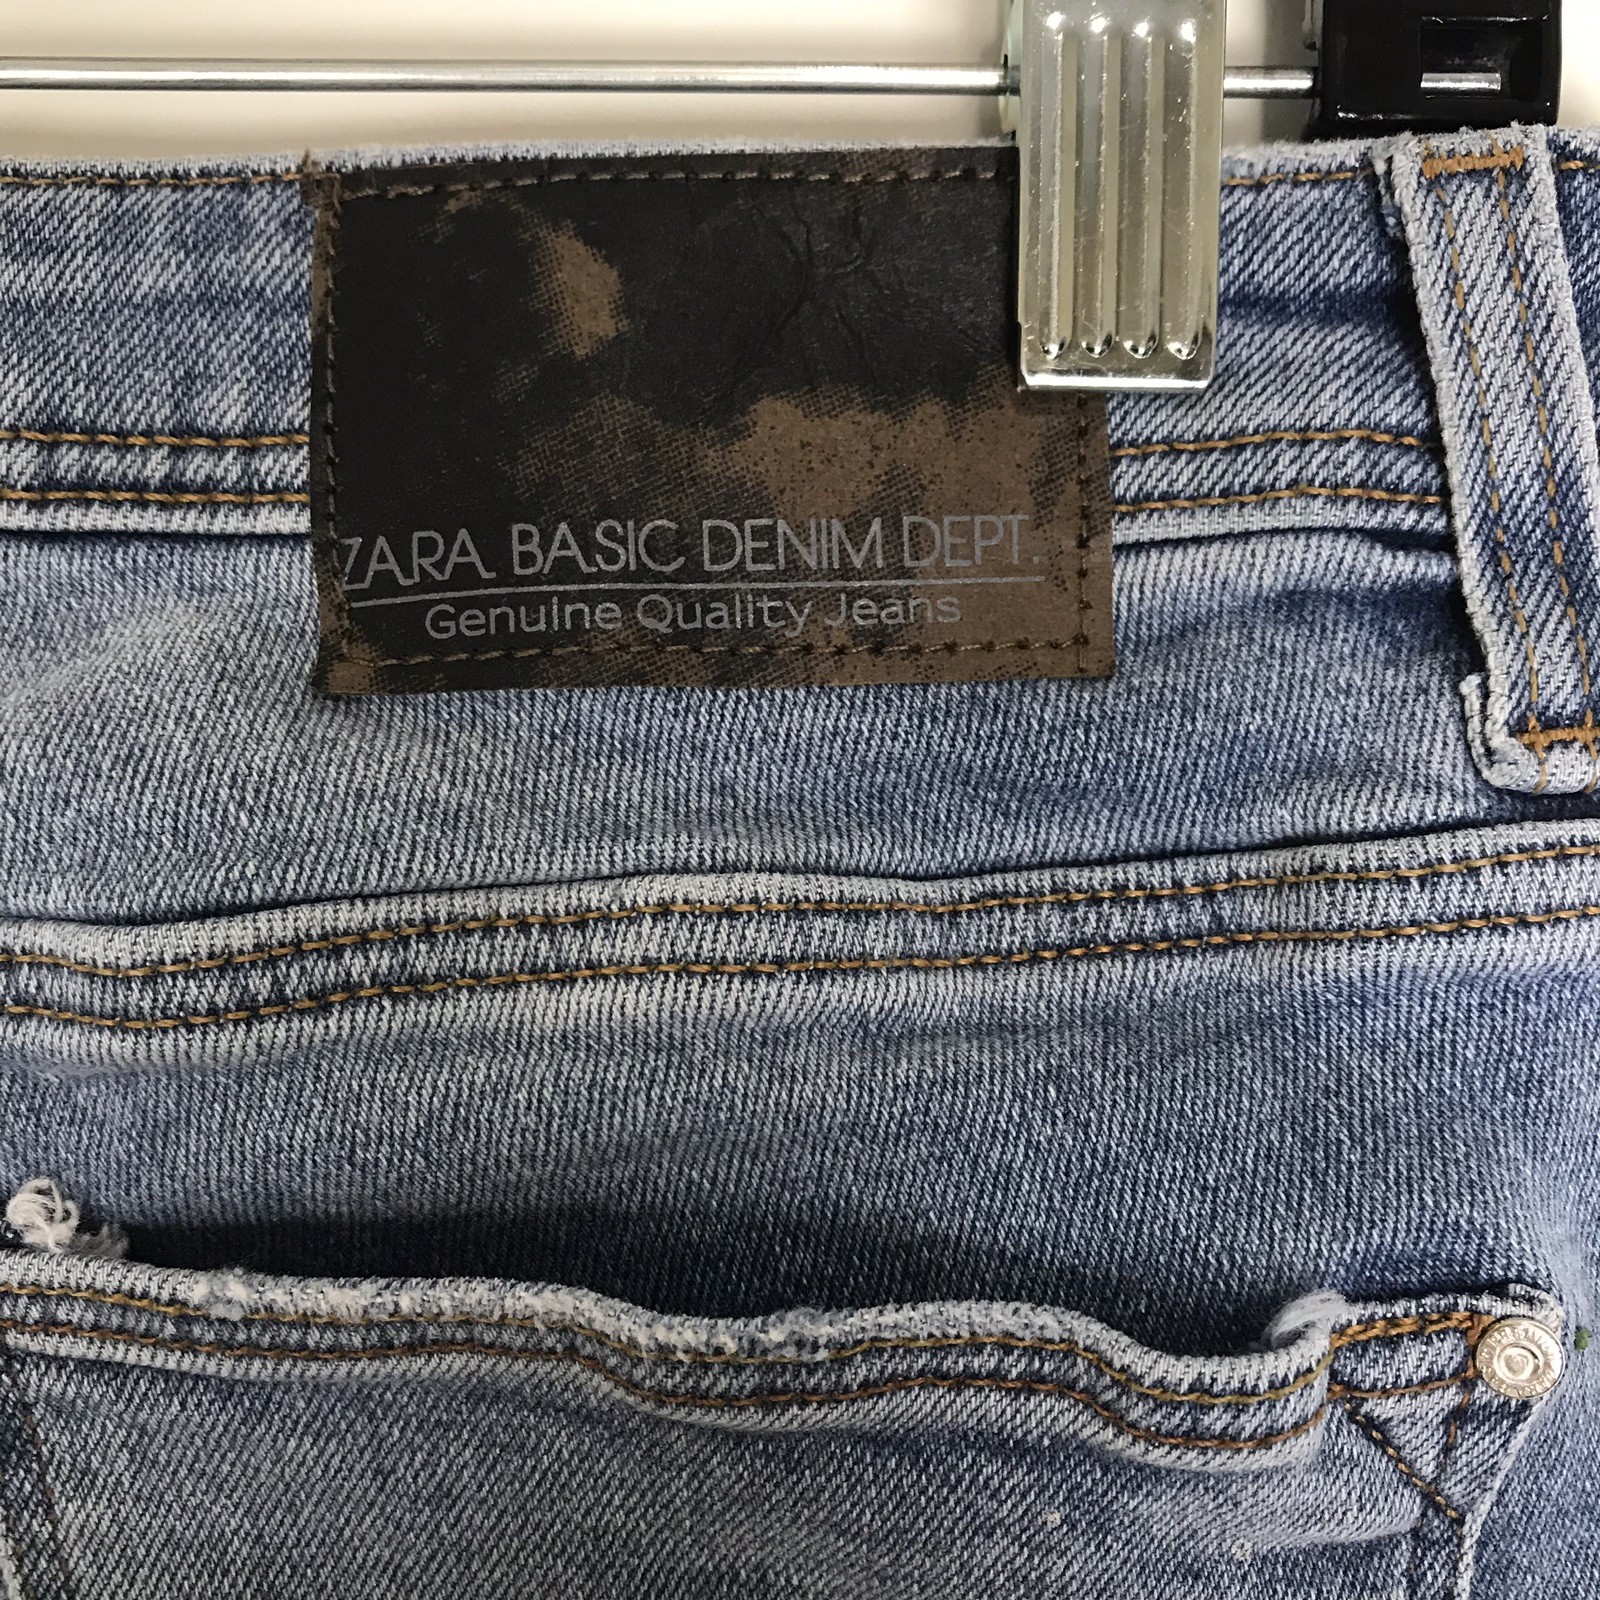 ZARA BASIC DENIM DEPT.
Genuine Quality Jeans